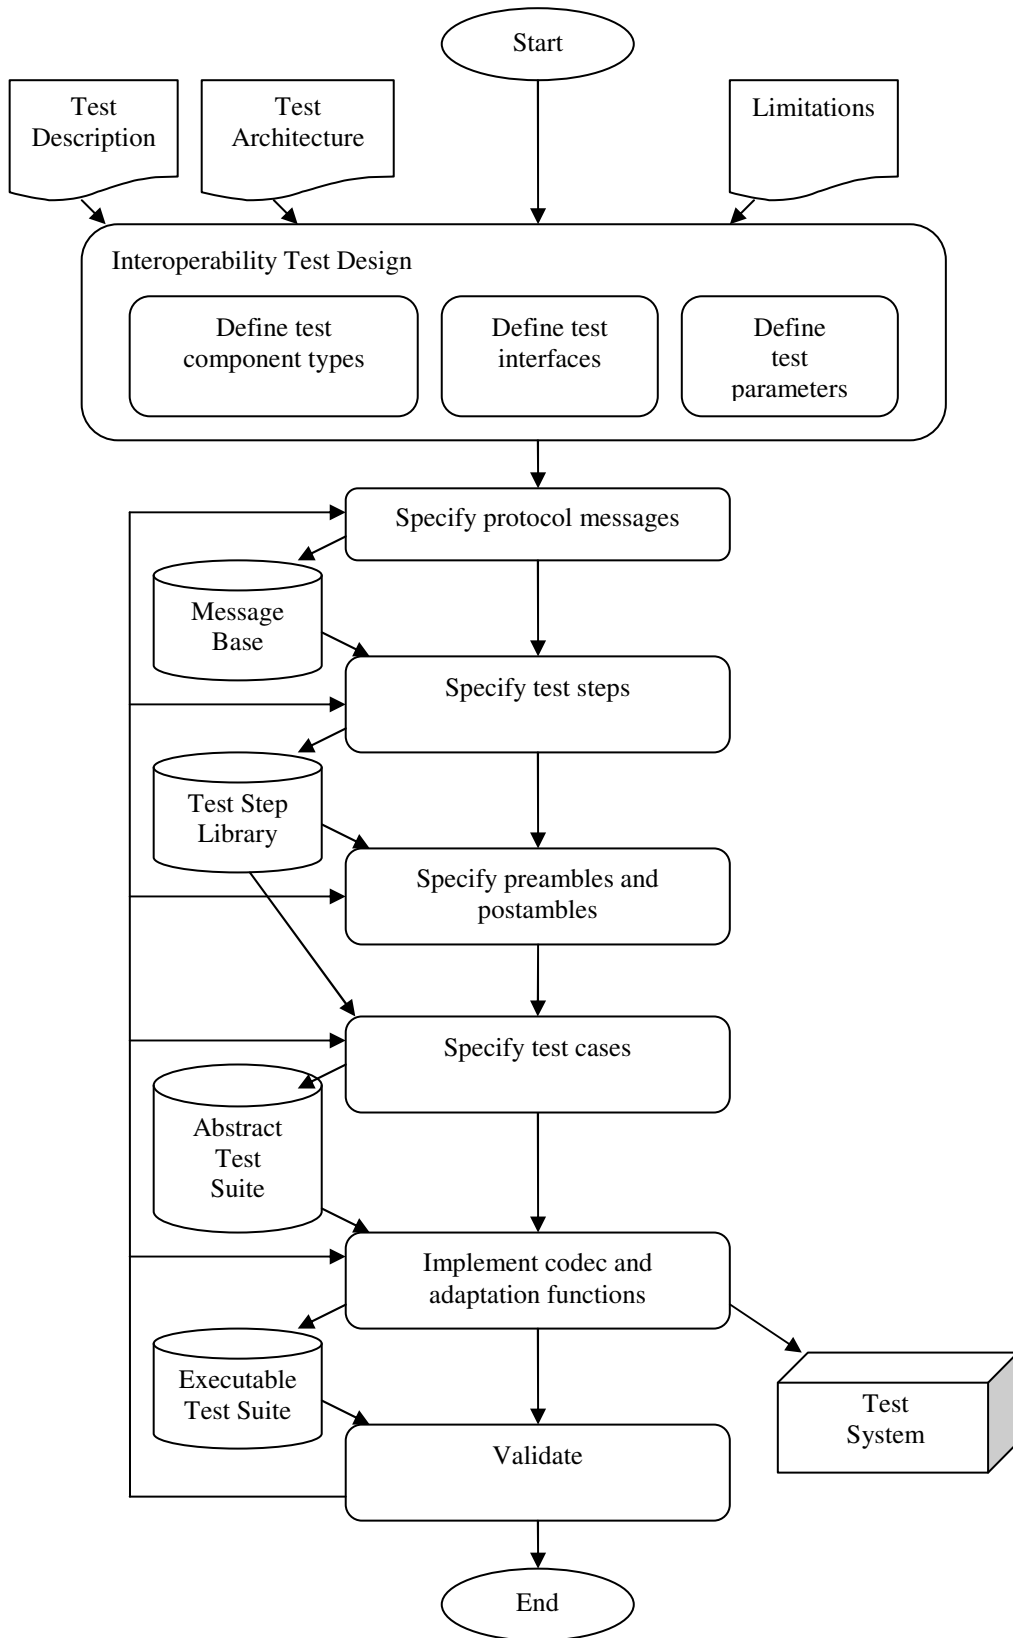 Start
Test
Description
Test
Architecture
Limitations
Interoperability Test Design
Define test
component types
Define test
interfaces
Define
test
parameters
Specify protocol messages
Message
Base
Specify test steps
Test Step
Library
Specify preambles and
postambles
Specify test cases
Abstract
Test
Suite
Implement codec and
adaptation functions
Executable
Test Suite
Test
System
Validate
End